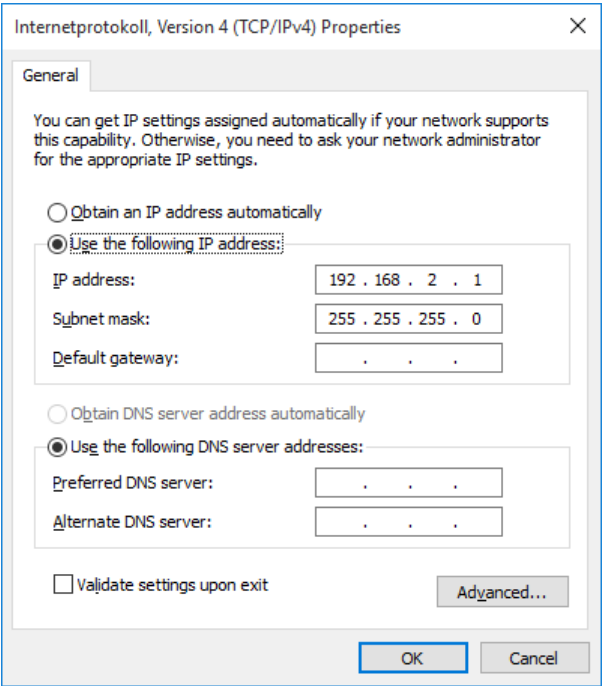 Internetprotokoll, Version 4 (TCP/IPv4) Properties
General
You can get IP settings assigned automatically if your network supports
this capability. Otherwise, you need to ask your network administrator
for the appropriate IP settings.
Obtain an IP address automatically
Use the following IP address:
IP address: 192 . 168 . 2 . 1
Subnet mask: 255 . 255 . 255 . 0
Default gateway: . . .
Obtain DNS server address automatically
Use the following DNS server addresses:
Preferred DNS server: . . .
Alternate DNS server: . . .
Validate settings upon exit
Advanced...
OK Cancel